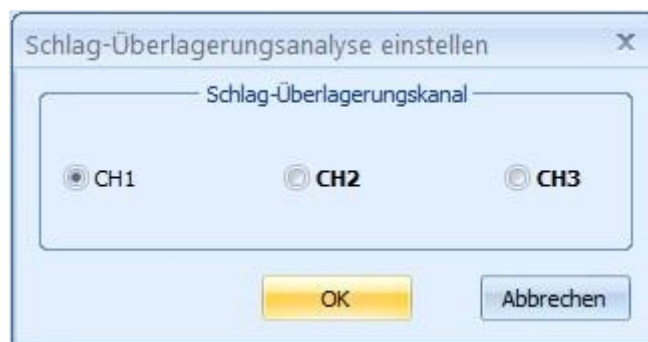 Schlag-Überlagerungsanalyse einstellen
Schlag-Überlagerungskanal
CH1 CH2 CH3
OK Abbrechen